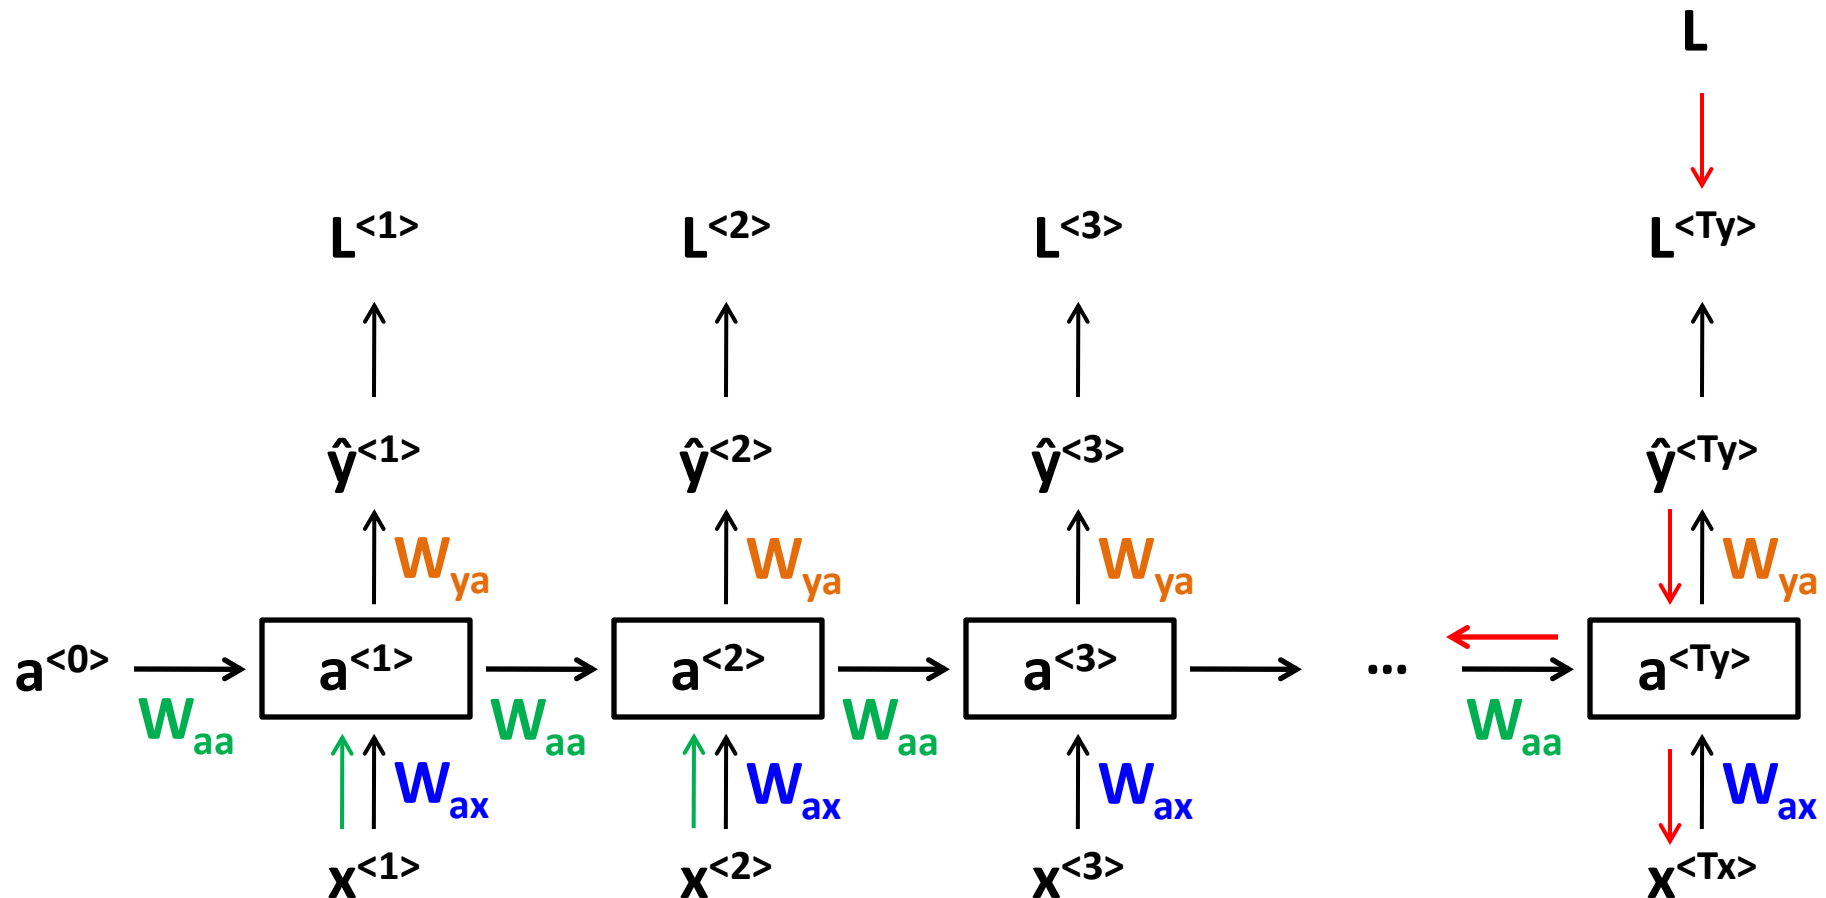 L
L<1> L<2> L<3> L<Ty>
ŷ<1> ŷ<2> ŷ<3> ŷ<Ty>
Wya Wya Wya Wya
a<0> a<1> a<2> a<3> ... a<Ty>
Waa Waa Waa Waa
Wax Wax Wax Wax
x<1> x<2> x<3> x<Tx>